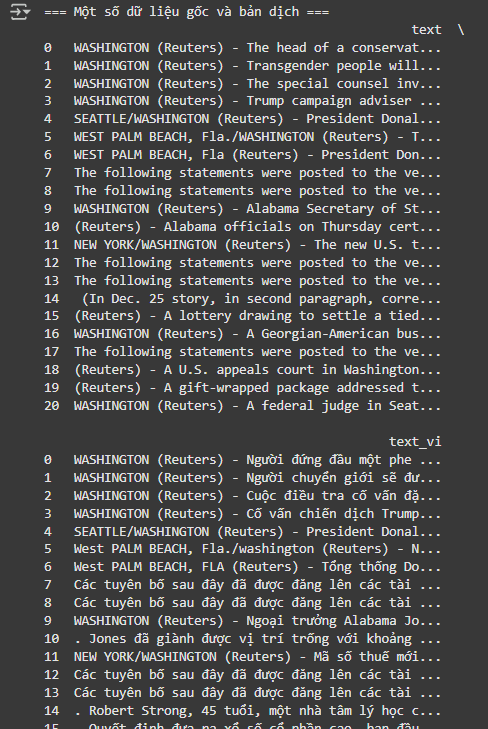 === Một số dữ liệu gốc và bản dịch ===
text \
0 WASHINGTON (Reuters) - The head of a conservat...
1 WASHINGTON (Reuters) - Transgender people will...
2 WASHINGTON (Reuters) - The special counsel inv...
3 WASHINGTON (Reuters) - Trump campaign adviser ...
4 SEATTLE/WASHINGTON (Reuters) - President Donal...
5 WEST PALM BEACH, Fla./WASHINGTON (Reuters) - T...
6 WEST PALM BEACH, Fla (Reuters) - President Don...
7 The following statements were posted to the ve...
8 The following statements were posted to the ve...
9 WASHINGTON (Reuters) - Alabama Secretary of St...
10 (Reuters) - Alabama officials on Thursday cert...
11 NEW YORK/WASHINGTON (Reuters) - The new U.S. t...
12 The following statements were posted to the ve...
13 The following statements were posted to the ve...
14 (In Dec. 25 story, in second paragraph, corre...
15 (Reuters) - A lottery drawing to settle a tied...
16 WASHINGTON (Reuters) - A Georgian-American bus...
17 The following statements were posted to the ve...
18 (Reuters) - A U.S. appeals court in Washington...
19 (Reuters) - A gift-wrapped package addressed t...
20 WASHINGTON (Reuters) - A federal judge in Seat...
text_vi
0 WASHINGTON (Reuters) - Người đứng đầu một phe ...
1 WASHINGTON (Reuters) - Người chuyển giới sẽ đư...
2 WASHINGTON (Reuters) - Cuộc điều tra cố vấn đặ...
3 WASHINGTON (Reuters) - Cố vấn chiến dịch Trump...
4 SEATTLE/WASHINGTON (Reuters) - President Donal...
5 West PALM BEACH, Fla./washington (Reuters) - N...
6 West PALM BEACH, FLA (Reuters) - Tổng thống Do...
7 Các tuyên bố sau đây đã được đăng lên các tài ...
8 Các tuyên bố sau đây đã được đăng lên các tài ...
9 WASHINGTON (Reuters) - Ngoại trưởng Alabama Jo...
10 . Jones đã giành được vị trí trống với khoảng ...
11 NEW YORK/WASHINGTON (Reuters) - Mã số thuế mới...
12 Các tuyên bố sau đây đã được đăng lên các tài ...
13 Các tuyên bố sau đây đã được đăng lên các tài ...
14 . Robert Strong, 45 tuổi, một nhà tâm lý học c...